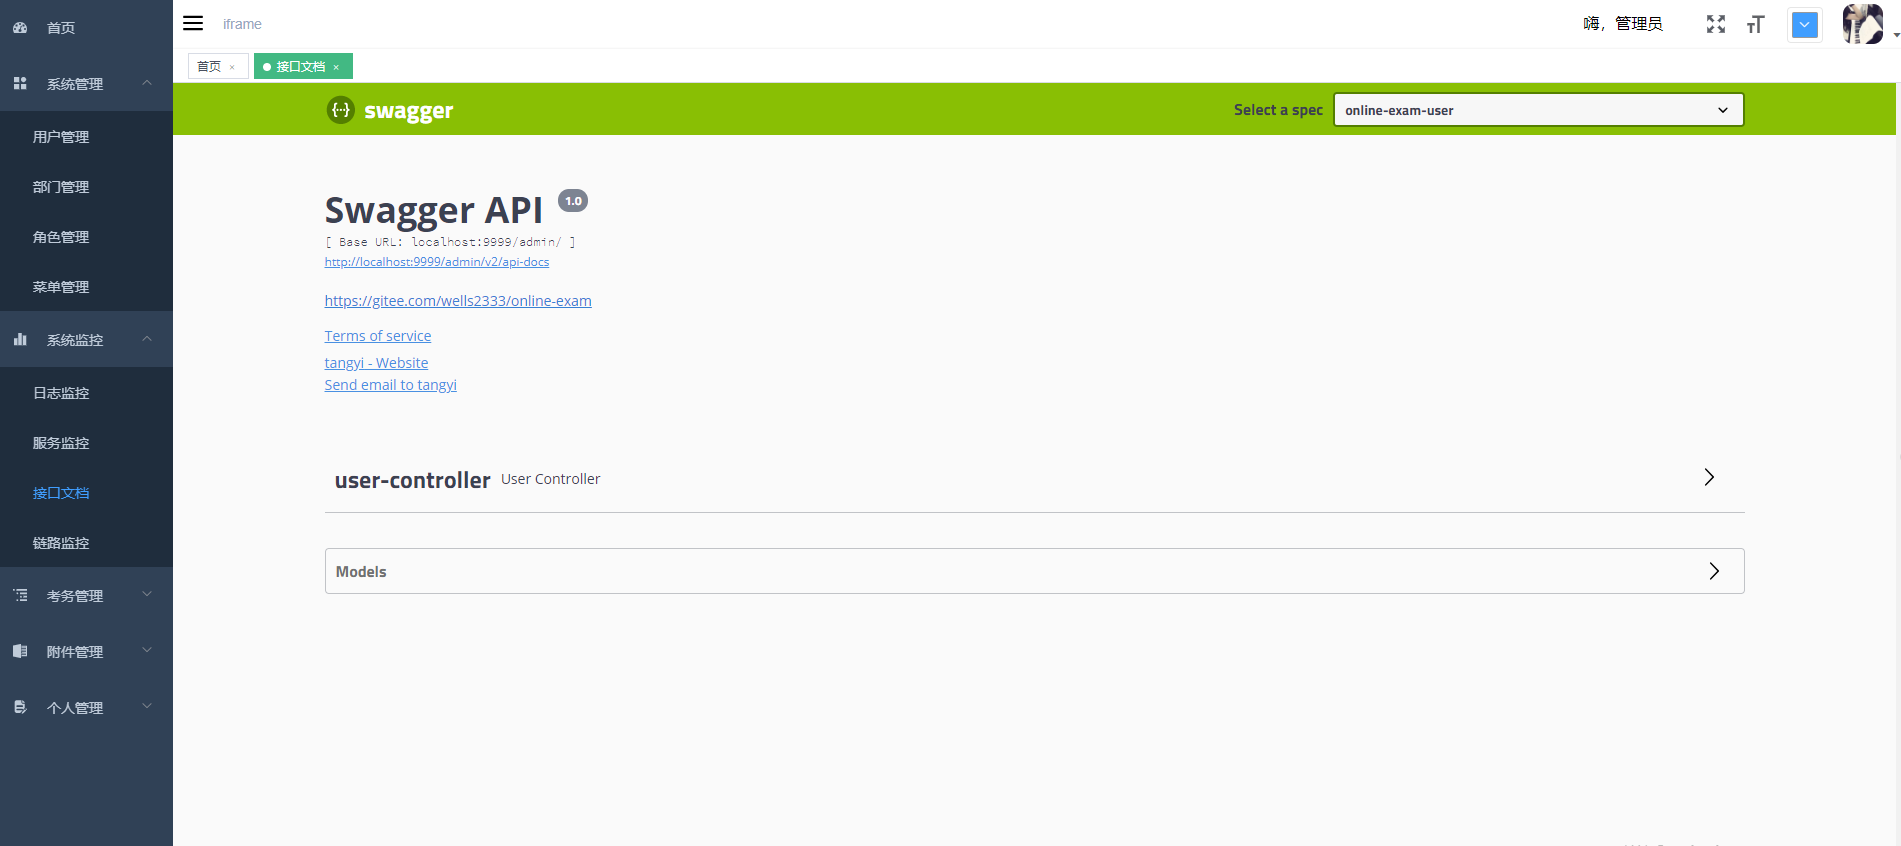 首页
系统管理
用户管理
部门管理
角色管理
菜单管理
系统监控
日志监控
服务监控
接口文档
链路监控
考务管理
附件管理
个人管理
iframe
嗨，管理员
首页 ×
接口文档 ×
{···} swagger
Select a spec
online-exam-user
Swagger API 1.0
[ Base URL: localhost:9999/admin/ ]
http://localhost:9999/admin/v2/api-docs
https://gitee.com/wells2333/online-exam
Terms of service
tangyi - Website
Send email to tangyi
user-controller User Controller
Models